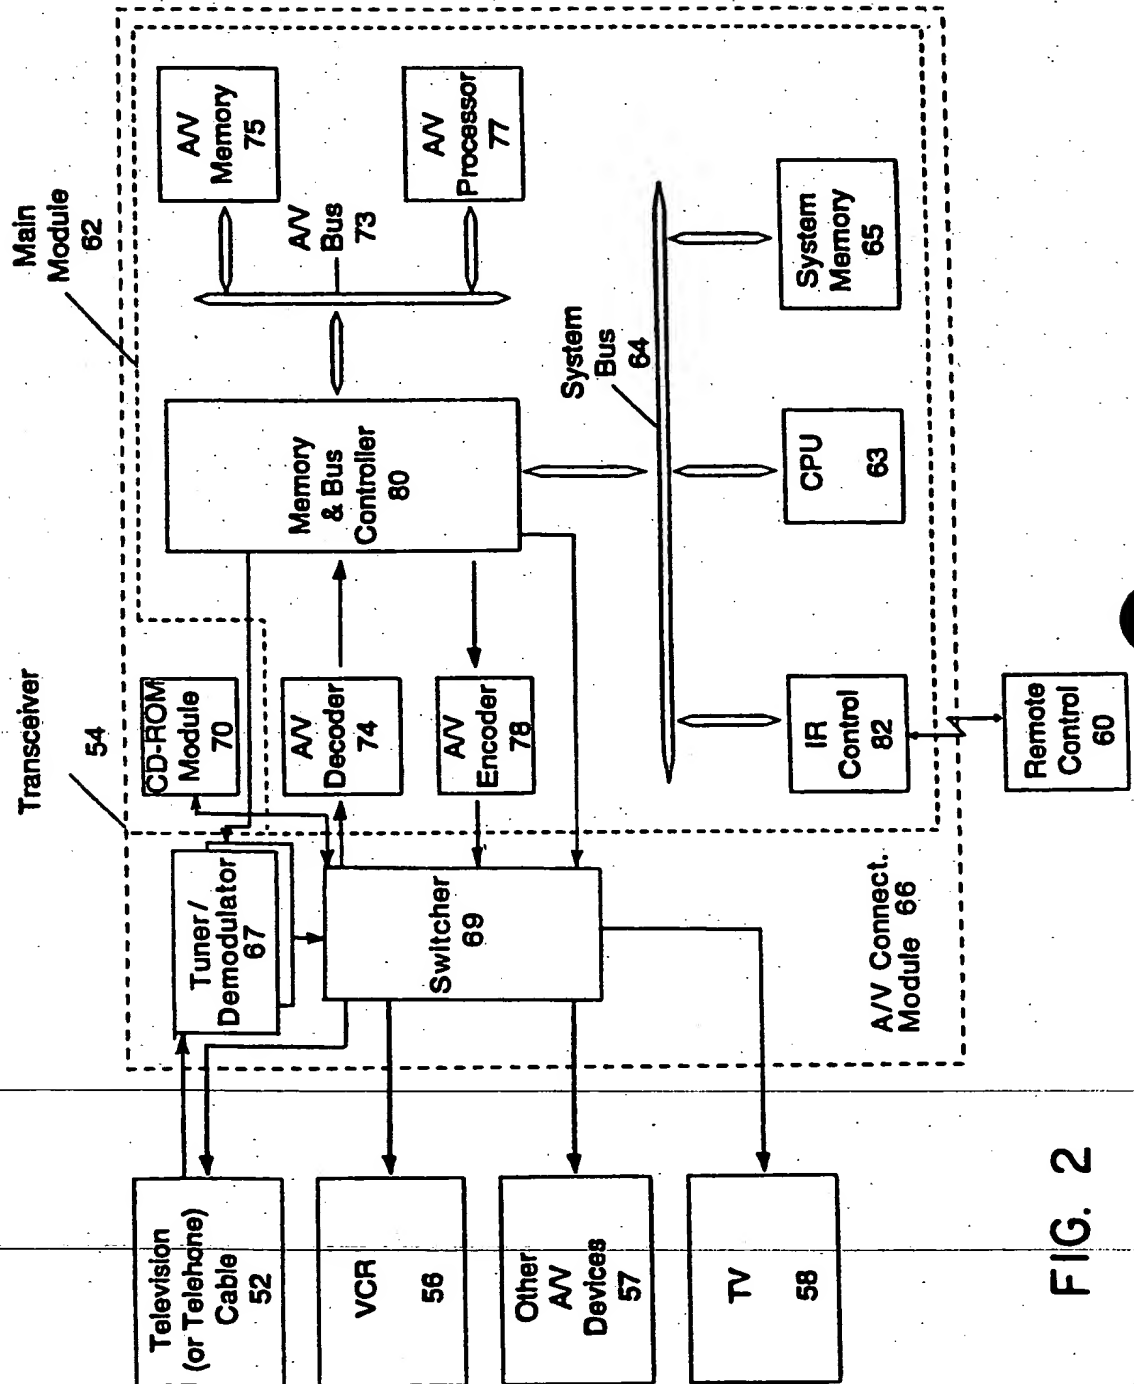 Television
(or Telehone)
Cable
52
VCR
56
Other
A/V
Devices
57
TV
58
Transceiver
54
Tuner/
Demodulator
67
Switcher
69
A/V Connect.
Module 66
CD-ROM
Module
70
A/V
Decoder
74
A/V
Encoder
78
IR
Control
82
Remote
Control
60
Main
Module
62
Memory
& Bus
Controller
80
System
Bus
64
CPU
63
A/V
Memory
75
A/V
Bus
73
A/V
Processor
77
System
Memory
65
FIG. 2